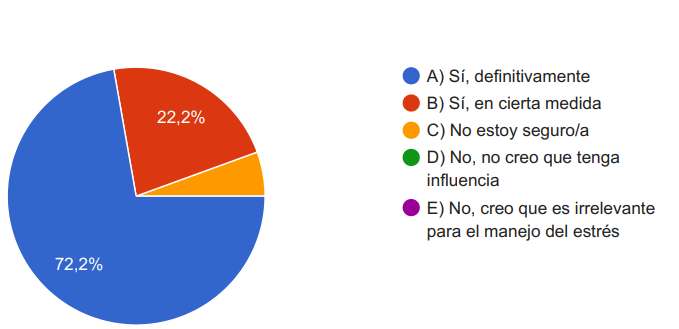 22,2%
72,2%
A) Sí, definitivamente
B) Sí, en cierta medida
C) No estoy seguro/a
D) No, no creo que tenga
influencia
E) No, creo que es irrelevante
para el manejo del estrés